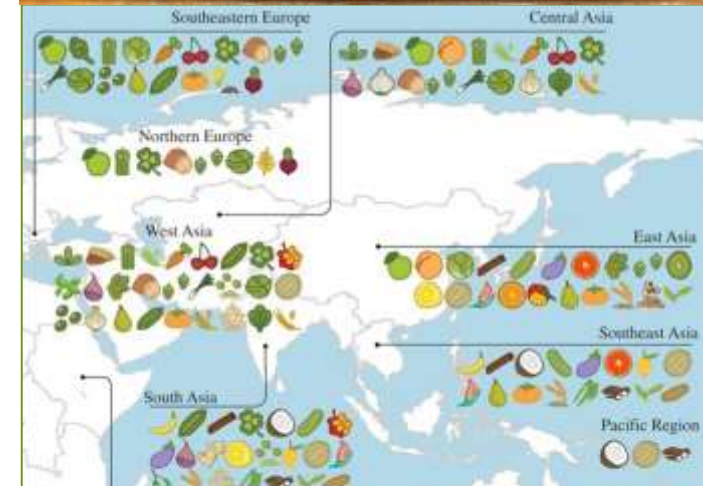 Southeastern Europe
Central Asia
Northern Europe
West Asia
East Asia
Southeast Asia
South Asia
Pacific Region